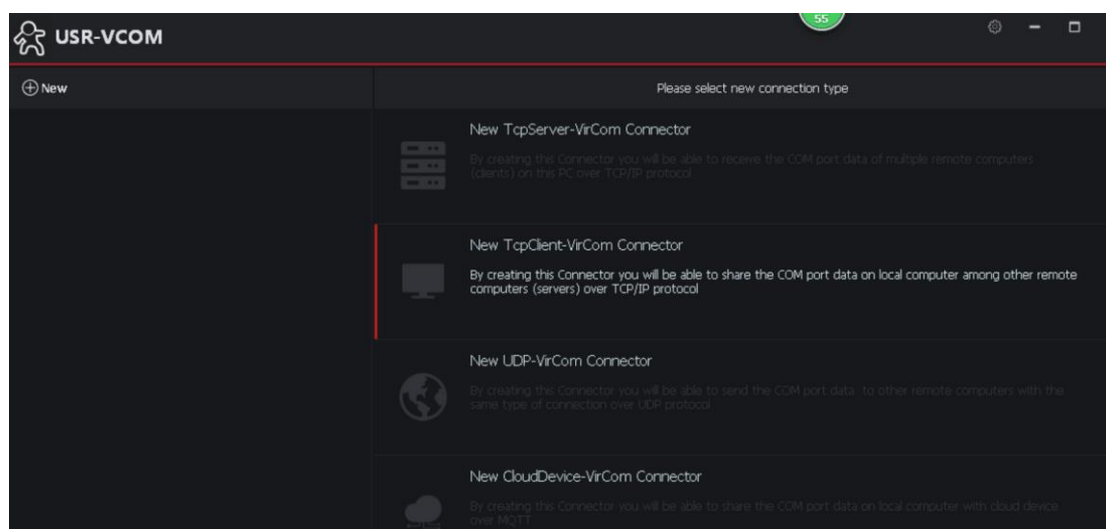 55
USR-VCOM
New
Please select new connection type
New TcpServer-VirCom Connector
By creating this Connector you will be able to receive the COM port data of multiple remote computers
(clients) on this PC over TCP/IP protocol
New TcpClient-VirCom Connector
By creating this Connector you will be able to share the COM port data on local computer among other remote
computers (servers) over TCP/IP protocol
New UDP-VirCom Connector
By creating this Connector you will be able to send the COM port data to other remote computers with the
same type of connection over UDP protocol
New CloudDevice-VirCom Connector
By creating this Connector you will be able to share the COM port data on local computer with cloud device
over MQTT